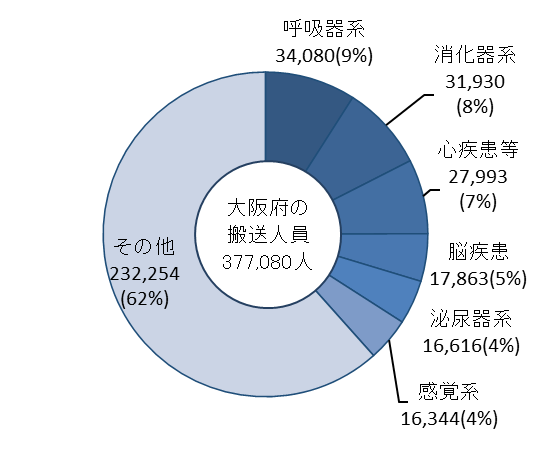 呼吸器系
34,080(9%)
消化器系
31,930
(8%)
心疾患等
27,993
(7%)
脳疾患
17,863(5%)
泌尿器系
16,616(4%)
感覚系
16,344(4%)
その他
232,254
(62%)
大阪府の
搬送人員
377,080人